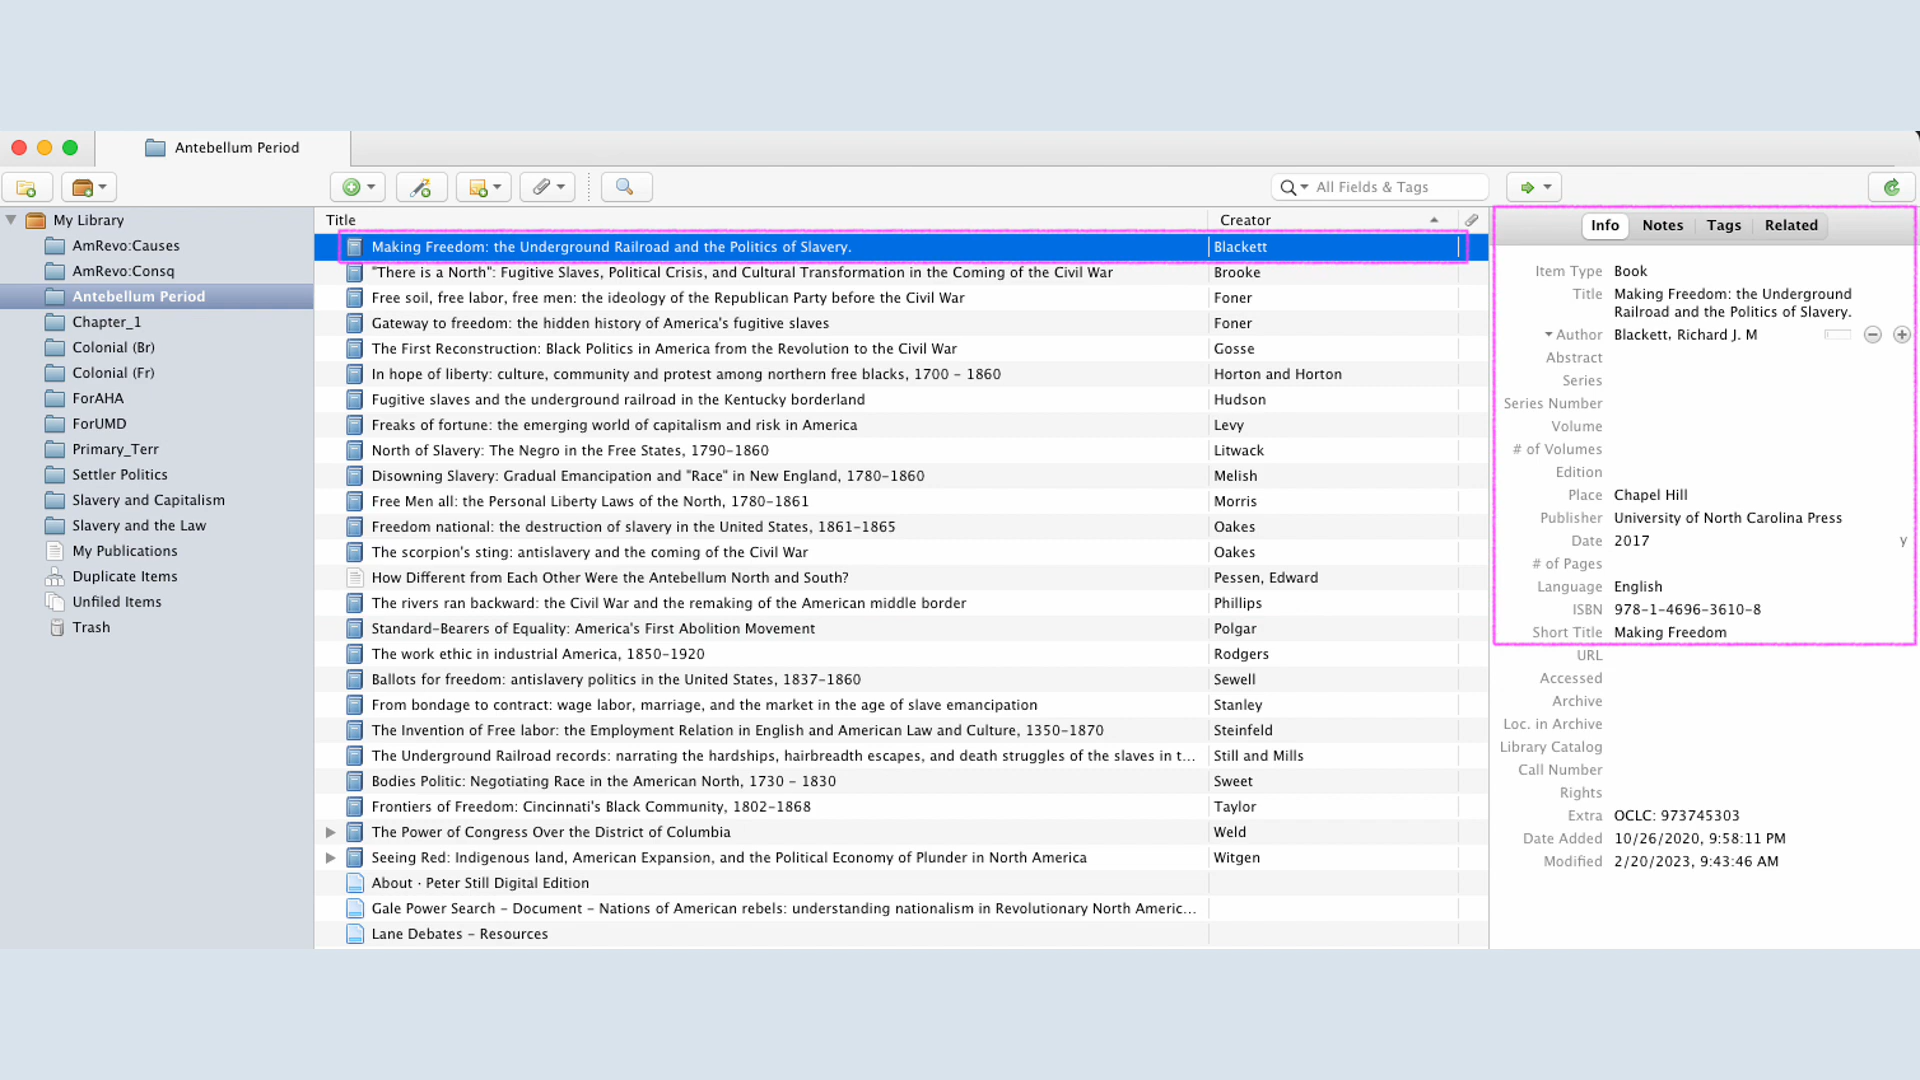 Antebellum Period
All Fields & Tags
My Library
AmRevo:Causes
AmRevo:Consq
Antebellum Period
Chapter_1
Colonial (Br)
Colonial (Fr)
ForAHA
ForUMD
Primary_Terr
Settler Politics
Slavery and Capitalism
Slavery and the Law
My Publications
Duplicate Items
Unfiled Items
Trash
Title Creator
Making Freedom: the Underground Railroad and the Politics of Slavery. Blackett
"There is a North": Fugitive Slaves, Political Crisis, and Cultural Transformation in the Coming of the Civil War Brooke
Free soil, free labor, free men: the ideology of the Republican Party before the Civil War Foner
Gateway to freedom: the hidden history of America's fugitive slaves Foner
The First Reconstruction: Black Politics in America from the Revolution to the Civil War Gosse
In hope of liberty: culture, community and protest among northern free blacks, 1700 - 1860 Horton and Horton
Fugitive slaves and the underground railroad in the Kentucky borderland Hudson
Freaks of fortune: the emerging world of capitalism and risk in America Levy
North of Slavery: The Negro in the Free States, 1790-1860 Litwack
Disowning Slavery: Gradual Emancipation and "Race" in New England, 1780-1860 Melish
Free Men all: the Personal Liberty Laws of the North, 1780-1861 Morris
Freedom national: the destruction of slavery in the United States, 1861-1865 Oakes
The scorpion's sting: antislavery and the coming of the Civil War Oakes
How Different from Each Other Were the Antebellum North and South? Pessen, Edward
The rivers ran backward: the Civil War and the remaking of the American middle border Phillips
Standard-Bearers of Equality: America's First Abolition Movement Polgar
The work ethic in industrial America, 1850-1920 Rodgers
Ballots for freedom: antislavery politics in the United States, 1837-1860 Sewell
From bondage to contract: wage labor, marriage, and the market in the age of slave emancipation Stanley
The Invention of Free labor: the Employment Relation in English and American Law and Culture, 1350-1870 Steinfeld
The Underground Railroad records: narrating the hardships, hairbreadth escapes, and death struggles of the slaves in t... Still and Mills
Bodies Politic: Negotiating Race in the American North, 1730 - 1830 Sweet
Frontiers of Freedom: Cincinnati's Black Community, 1802-1868 Taylor
The Power of Congress Over the District of Columbia Weld
Seeing Red: Indigenous land, American Expansion, and the Political Economy of Plunder in North America Witgen
About · Peter Still Digital Edition
Gale Power Search - Document - Nations of American rebels: understanding nationalism in Revolutionary North Americ...
Lane Debates - Resources
Info Notes Tags Related
Item Type Book
Title Making Freedom: the Underground
Railroad and the Politics of Slavery.
Author Blackett, Richard J. M
Abstract
Series
Series Number
Volume
# of Volumes
Edition
Place Chapel Hill
Publisher University of North Carolina Press
Date 2017 y
# of Pages
Language English
ISBN 978-1-4696-3610-8
Short Title Making Freedom
URL
Accessed
Archive
Loc. in Archive
Library Catalog
Call Number
Rights
Extra OCLC: 973745303
Date Added 10/26/2020, 9:58:11 PM
Modified 2/20/2023, 9:43:46 AM